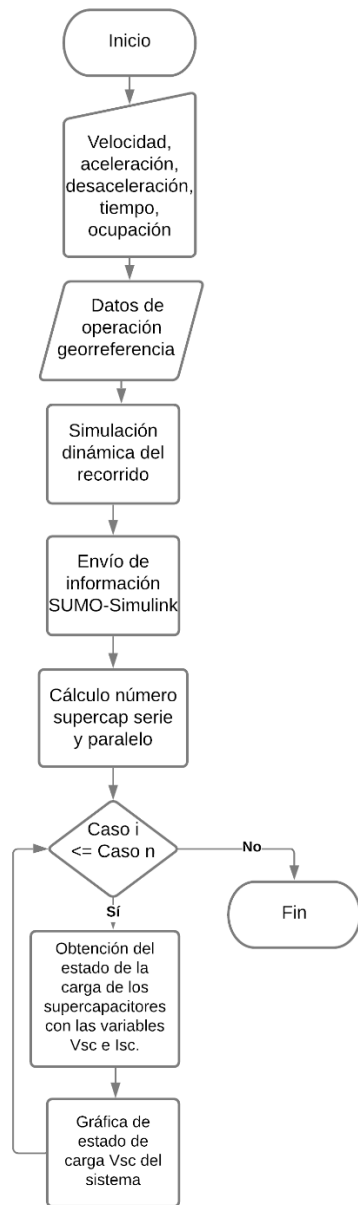 Inicio
Velocidad,
aceleración,
desaceleración,
tiempo,
ocupación
Datos de
operación
georreferencia
Simulación
dinámica del
recorrido
Envío de
información
SUMO-Simulink
Cálculo número
supercap serie
y paralelo
Caso i
<= Caso n
No
Fin
Sí
Obtención del
estado de la
carga de los
supercapacitores
con las variables
Vsc e Isc.
Gráfica de
estado de
carga Vsc del
sistema